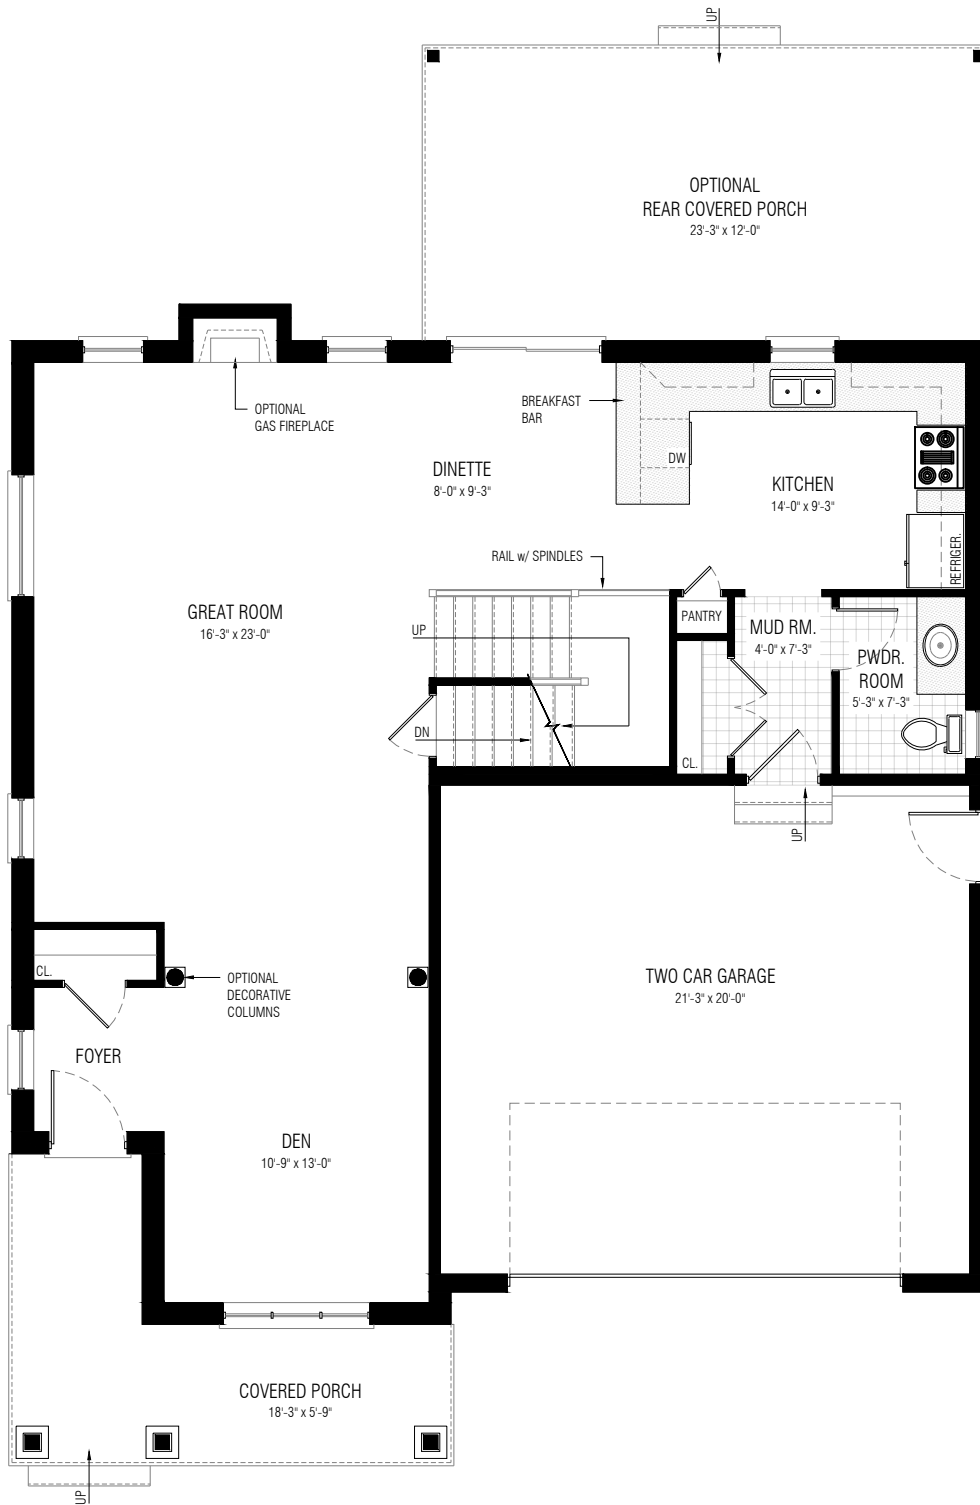 UP
OPTIONAL
REAR COVERED PORCH
23'-3" x 12'-0"
OPTIONAL
GAS FIREPLACE
BREAKFAST
BAR
DW
DINETTE
8'-0" x 9'-3"
KITCHEN
14'-0" x 9'-3"
REFRIGER.
RAIL w/ SPINDLES
GREAT ROOM
16'-3" x 23'-0"
UP
PANTRY
MUD RM.
4'-0" x 7'-3"
PWDR.
ROOM
5'-3" x 7'-3"
DN
CL.
UP
CL.
OPTIONAL
DECORATIVE
COLUMNS
TWO CAR GARAGE
21'-3" x 20'-0"
FOYER
DEN
10'-9" x 13'-0"
COVERED PORCH
18'-3" x 5'-9"
UP